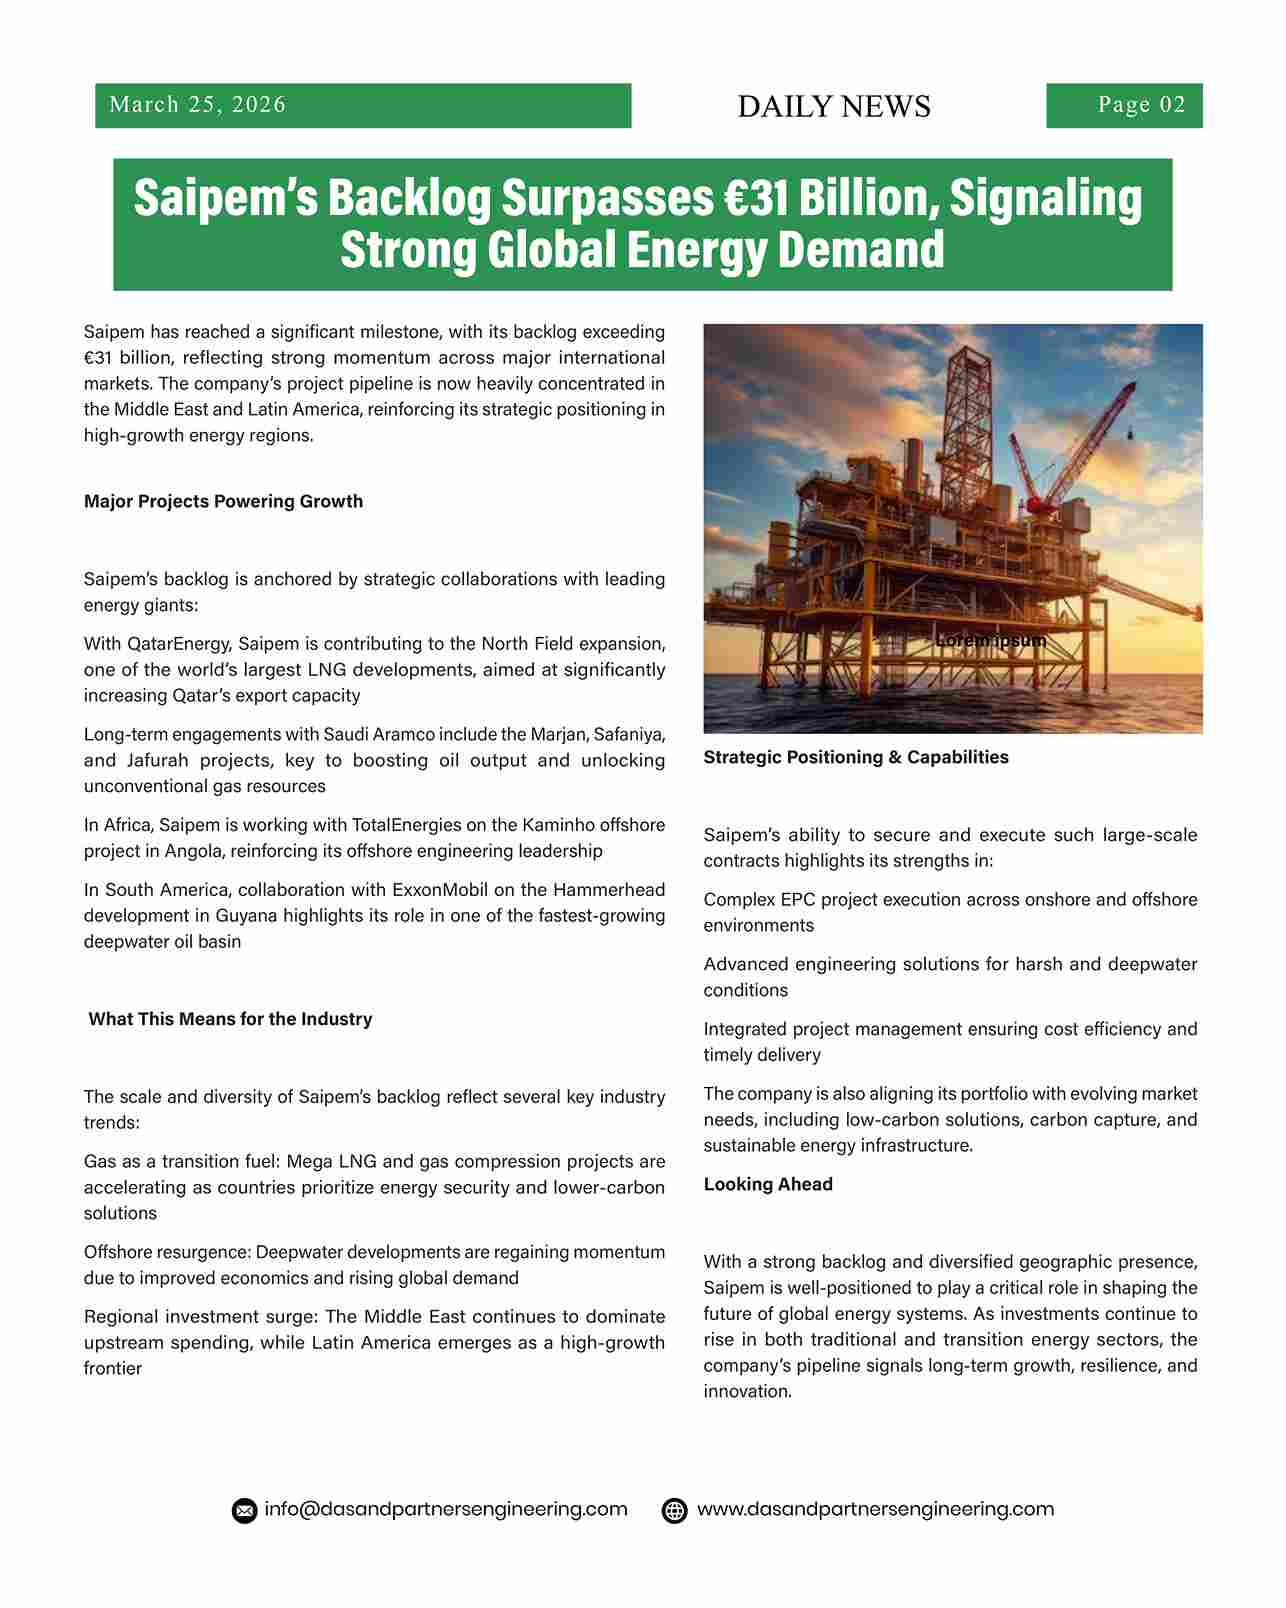 March 25, 2026
DAILY NEWS
Page 02
Saipem’s Backlog Surpasses €31 Billion, Signaling
Strong Global Energy Demand
Saipem has reached a significant milestone, with its backlog exceeding
€31 billion, reflecting strong momentum across major international
markets. The company’s project pipeline is now heavily concentrated in
the Middle East and Latin America, reinforcing its strategic positioning in
high-growth energy regions.
Major Projects Powering Growth
Saipem’s backlog is anchored by strategic collaborations with leading
energy giants:
With QatarEnergy, Saipem is contributing to the North Field expansion,
one of the world’s largest LNG developments, aimed at significantly
increasing Qatar’s export capacity
Long-term engagements with Saudi Aramco include the Marjan, Safaniya,
and Jafurah projects, key to boosting oil output and unlocking
unconventional gas resources
In Africa, Saipem is working with TotalEnergies on the Kaminho offshore
project in Angola, reinforcing its offshore engineering leadership
In South America, collaboration with ExxonMobil on the Hammerhead
development in Guyana highlights its role in one of the fastest-growing
deepwater oil basin
What This Means for the Industry
The scale and diversity of Saipem’s backlog reflect several key industry
trends:
Gas as a transition fuel: Mega LNG and gas compression projects are
accelerating as countries prioritize energy security and lower-carbon
solutions
Offshore resurgence: Deepwater developments are regaining momentum
due to improved economics and rising global demand
Regional investment surge: The Middle East continues to dominate
upstream spending, while Latin America emerges as a high-growth
frontier
Lorem ipsum
Strategic Positioning & Capabilities
Saipem’s ability to secure and execute such large-scale
contracts highlights its strengths in:
Complex EPC project execution across onshore and offshore
environments
Advanced engineering solutions for harsh and deepwater
conditions
Integrated project management ensuring cost efficiency and
timely delivery
The company is also aligning its portfolio with evolving market
needs, including low-carbon solutions, carbon capture, and
sustainable energy infrastructure.
Looking Ahead
With a strong backlog and diversified geographic presence,
Saipem is well-positioned to play a critical role in shaping the
future of global energy systems. As investments continue to
rise in both traditional and transition energy sectors, the
company’s pipeline signals long-term growth, resilience, and
innovation.
info@dasandpartnersengineering.com
www.dasandpartnersengineering.com